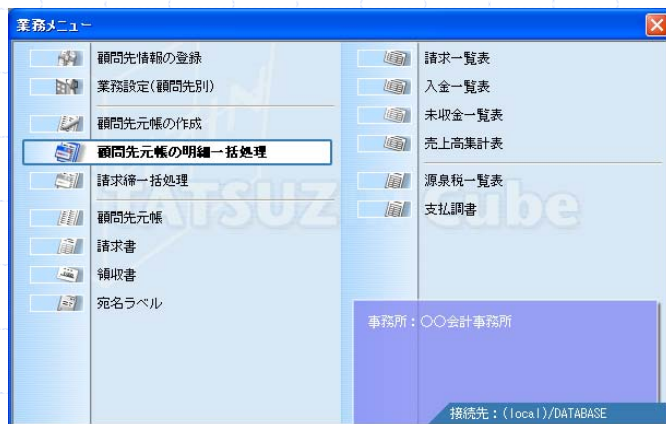 業務メニュー
顧問先情報の登録
業務設定(顧問先別)
顧問先元帳の作成
顧問先元帳の明細一括処理
請求締一括処理
顧問先元帳
請求書
領収書
宛名ラベル
請求一覧表
入金一覧表
未収金一覧表
売上高集計表
源泉税一覧表
支払調書
TATSUZ Cube
事務所：〇〇会計事務所
接続先：(local)/DATABASE